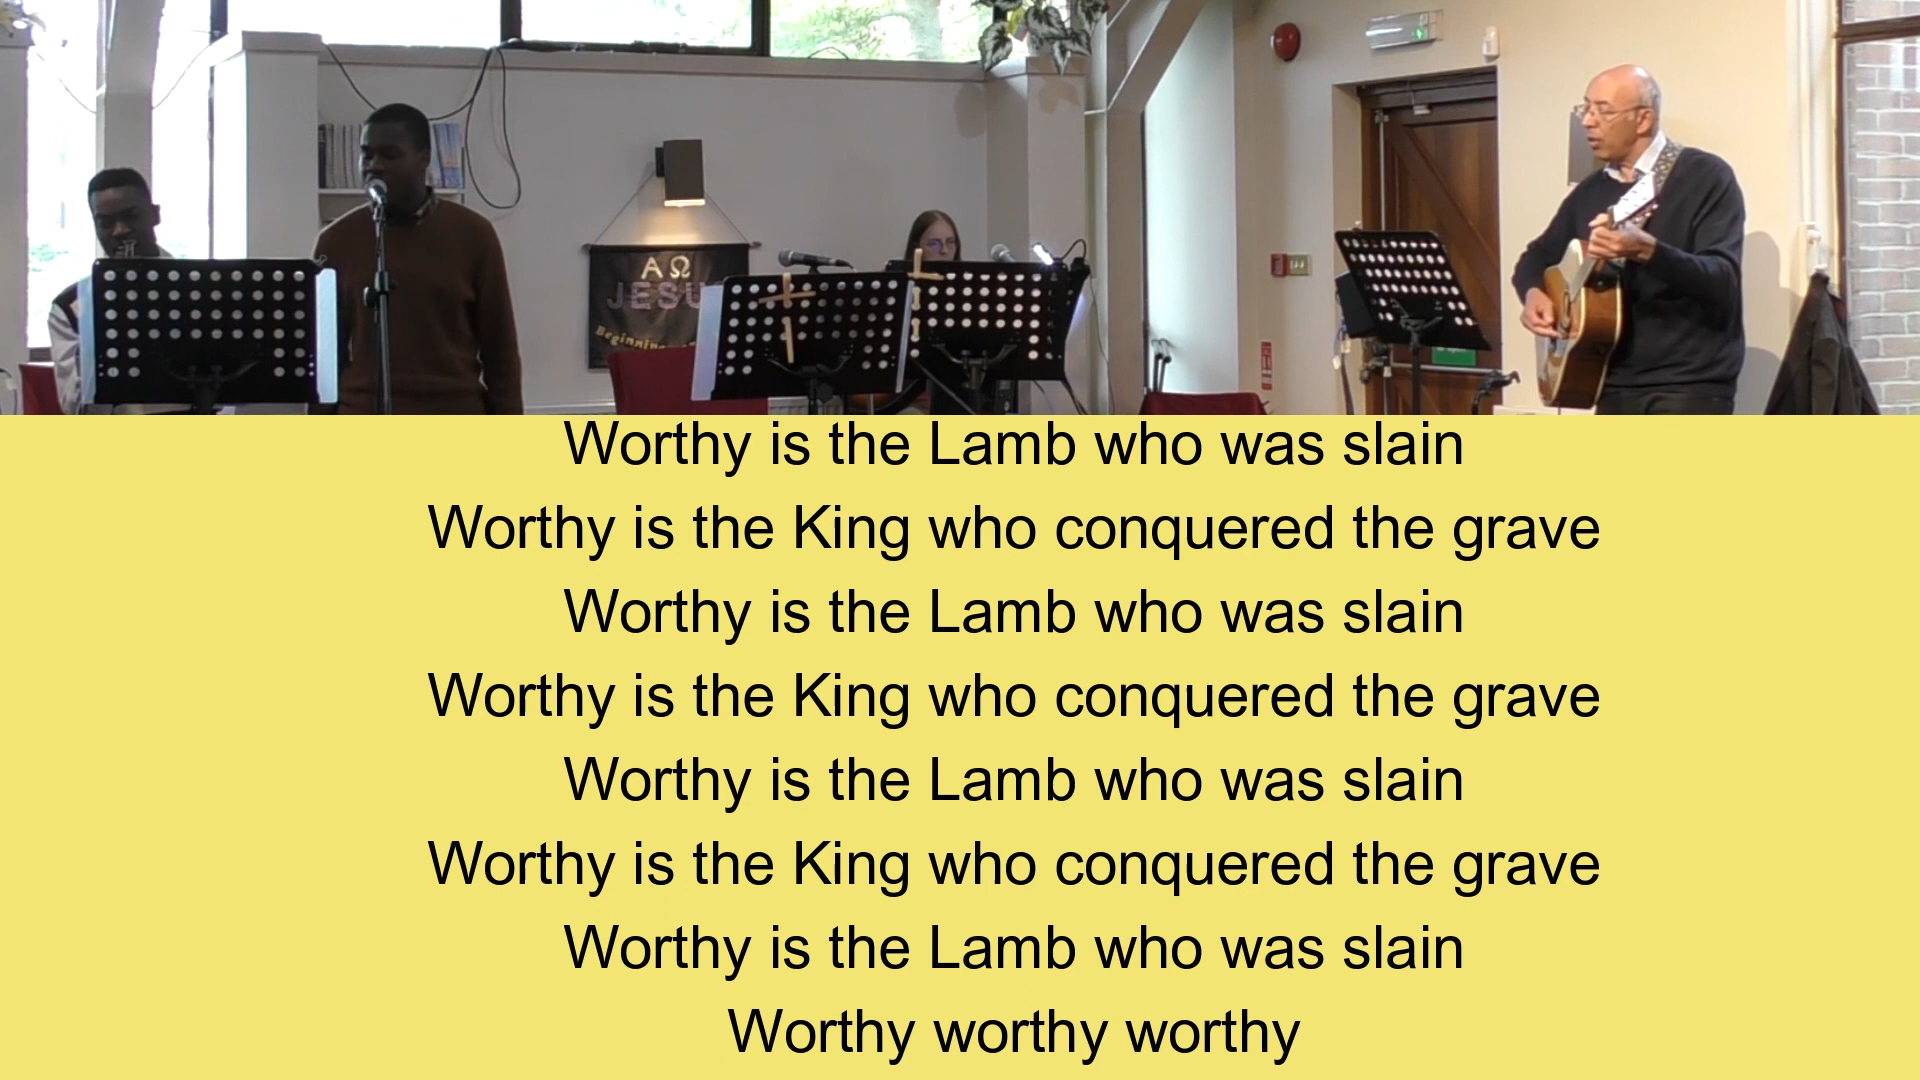 Α Ω
JESU
Beginning
Worthy is the Lamb who was slain
Worthy is the King who conquered the grave
Worthy is the Lamb who was slain
Worthy is the King who conquered the grave
Worthy is the Lamb who was slain
Worthy is the King who conquered the grave
Worthy is the Lamb who was slain
Worthy worthy worthy